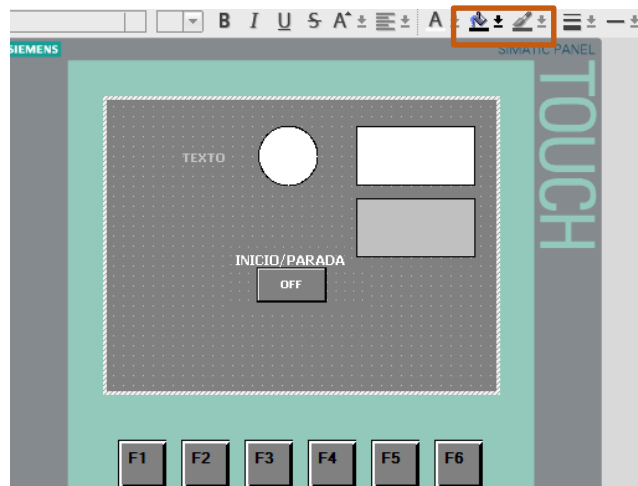 B I U S A A
SIEMENS
SIMATIC PANEL
TOUCH
TEXTO
INICIO/PARADA
OFF
F1 F2 F3 F4 F5 F6